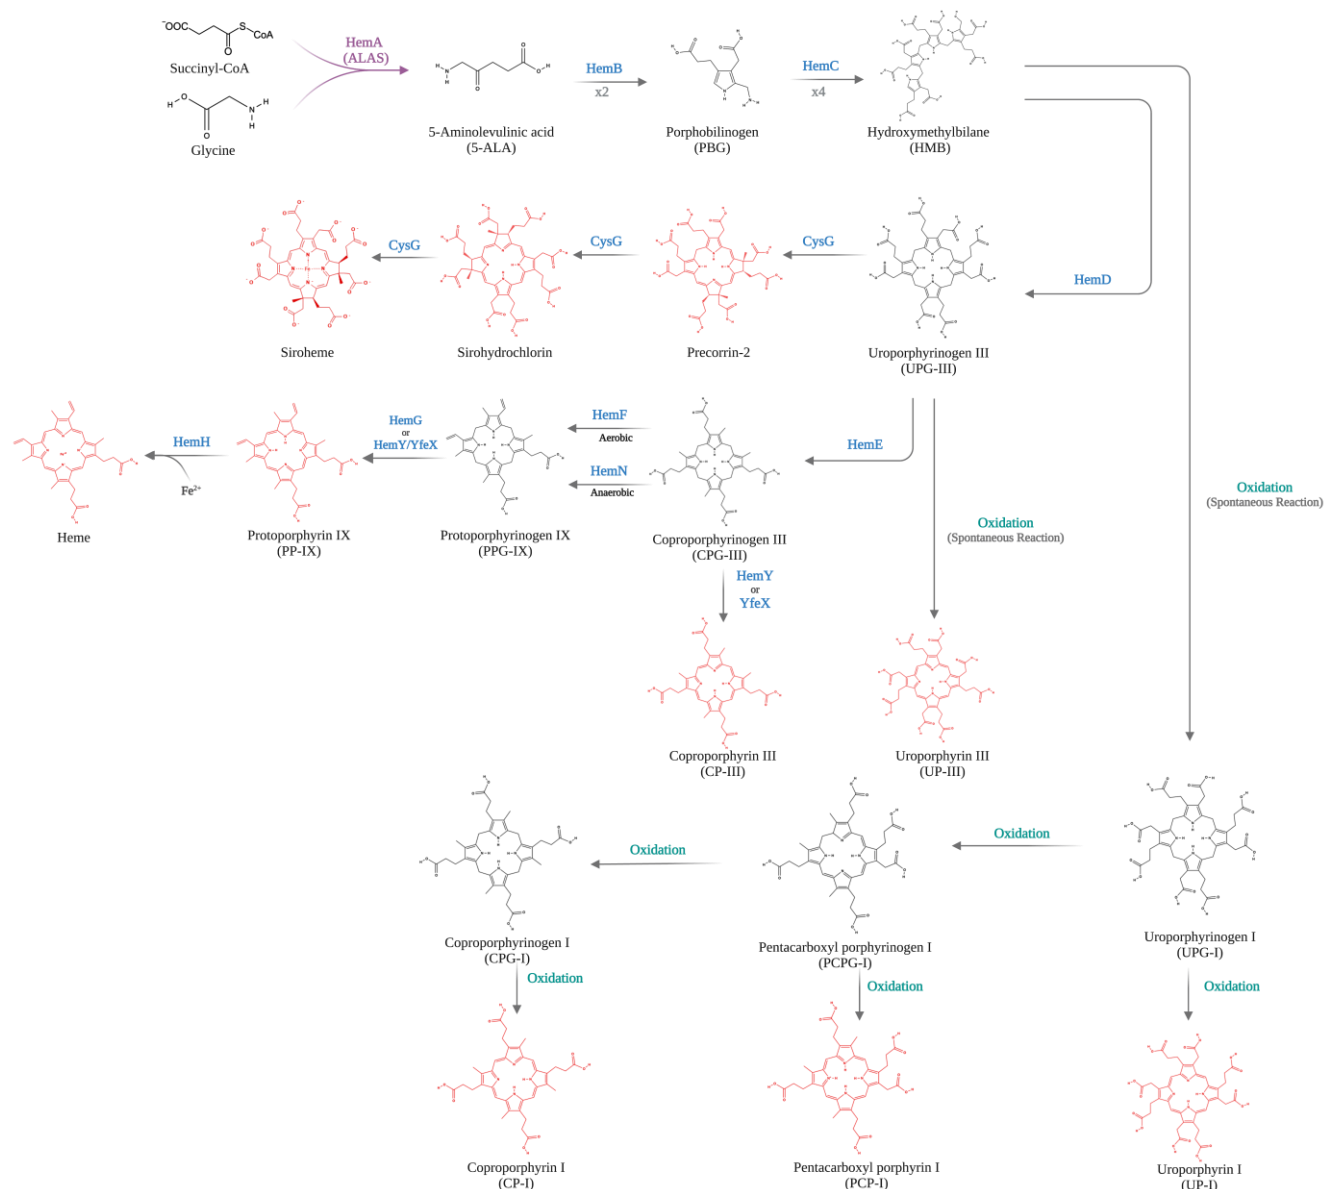 Succinyl-CoA
Glycine
HemA
(ALAS)
5-Aminolevulinic acid
(5-ALA)
HemB
x2
Porphobilinogen
(PBG)
HemC
x4
Hydroxymethylbilane
(HMB)
Siroheme
CysG
Sirohydrochlorin
CysG
Precorrin-2
CysG
Uroporphyrinogen III
(UPG-III)
HemD
Heme
HemH
Fe²⁺
Protoporphyrin IX
(PP-IX)
HemG
or
HemY/YfeX
Protoporphyrinogen IX
(PPG-IX)
HemF
Aerobic
HemN
Anaerobic
Coproporphyrinogen III
(CPG-III)
HemE
Oxidation
(Spontaneous Reaction)
Oxidation
(Spontaneous Reaction)
HemY
or
YfeX
Coproporphyrin III
(CP-III)
Uroporphyrin III
(UP-III)
Coproporphyrinogen I
(CPG-I)
Oxidation
Pentacarboxyl porphyrinogen I
(PCPG-I)
Oxidation
Uroporphyrinogen I
(UPG-I)
Oxidation
Oxidation
Oxidation
Coproporphyrin I
(CP-I)
Pentacarboxyl porphyrin I
(PCP-I)
Uroporphyrin I
(UP-I)